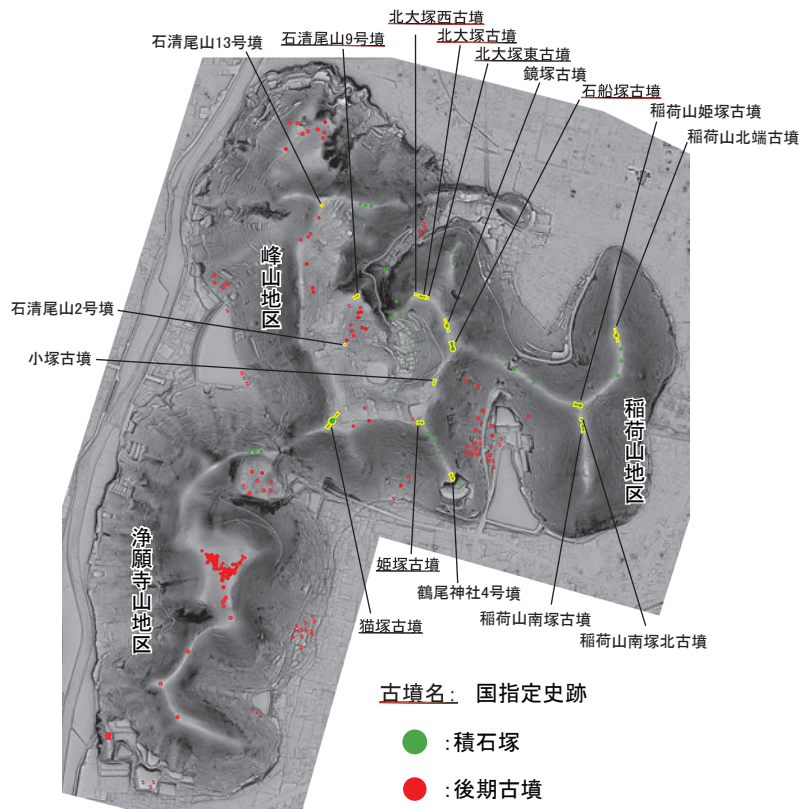 北大塚西古墳
石清尾山13号墳
石清尾山9号墳
北大塚古墳
北大塚東古墳
鏡塚古墳
石船塚古墳
稲荷山姫塚古墳
稲荷山北端古墳
峰山地区
石清尾山2号墳
小塚古墳
稲荷山地区
浄願寺山地区
姫塚古墳
鶴尾神社4号墳
猫塚古墳
稲荷山南塚古墳
稲荷山南塚北古墳
古墳名: 国指定史跡
:積石塚
:後期古墳